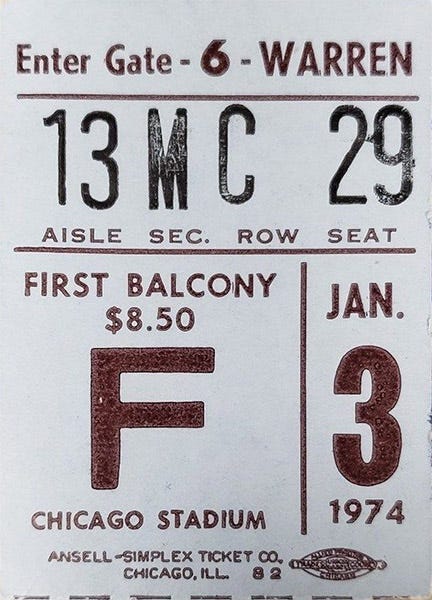 Enter Gate - 6 - WARREN
13 M C 29
AISLE SEC. ROW SEAT
FIRST BALCONY
$8.50
F
CHICAGO STADIUM
JAN.
3
1974
ANSELL-SIMPLEX TICKET CO.
CHICAGO, ILL. 82